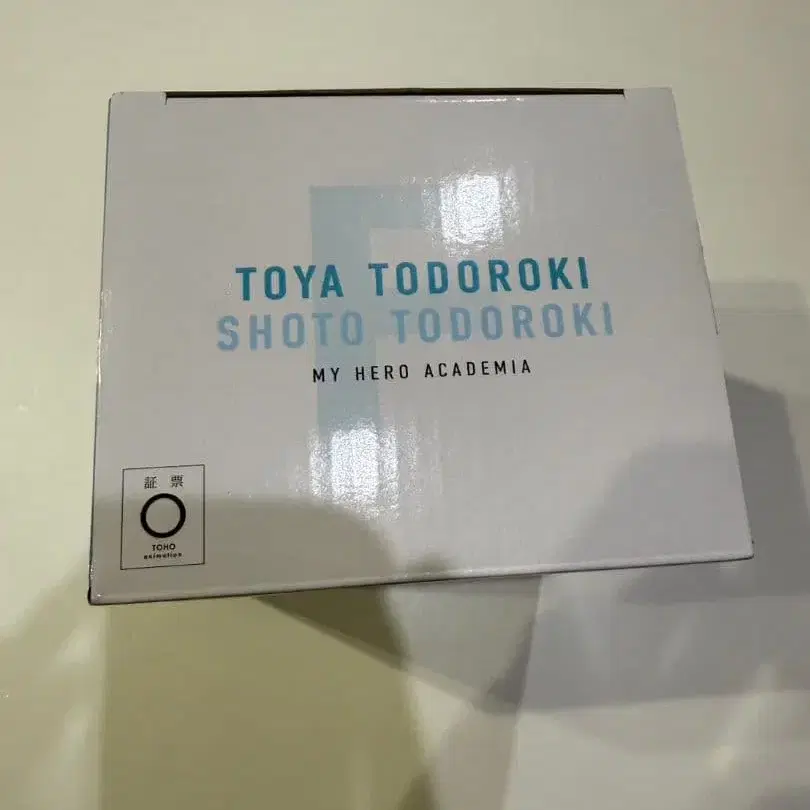 F
TOYA TODOROKI
SHOTO TODOROKI
MY HERO ACADEMIA
証 票
TOHO
animation